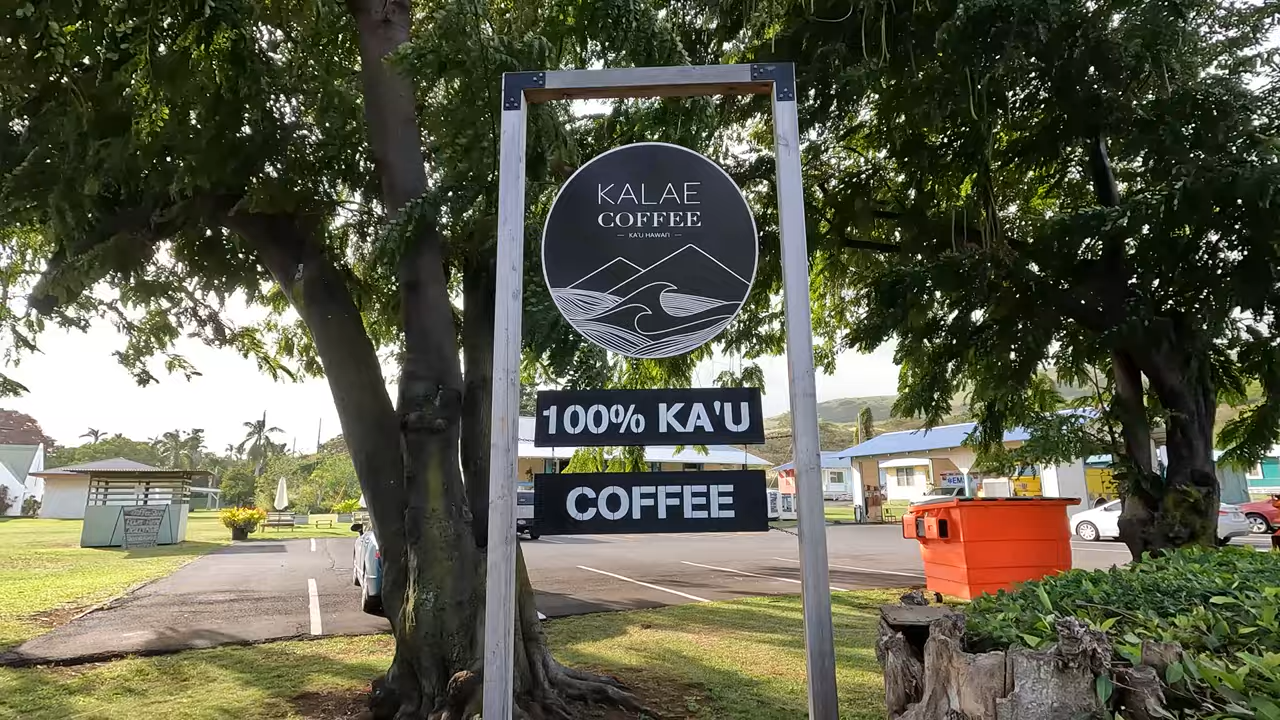 KALAE
COFFEE
— KA'U HAWAI'I —
100% KA'U
COFFEE